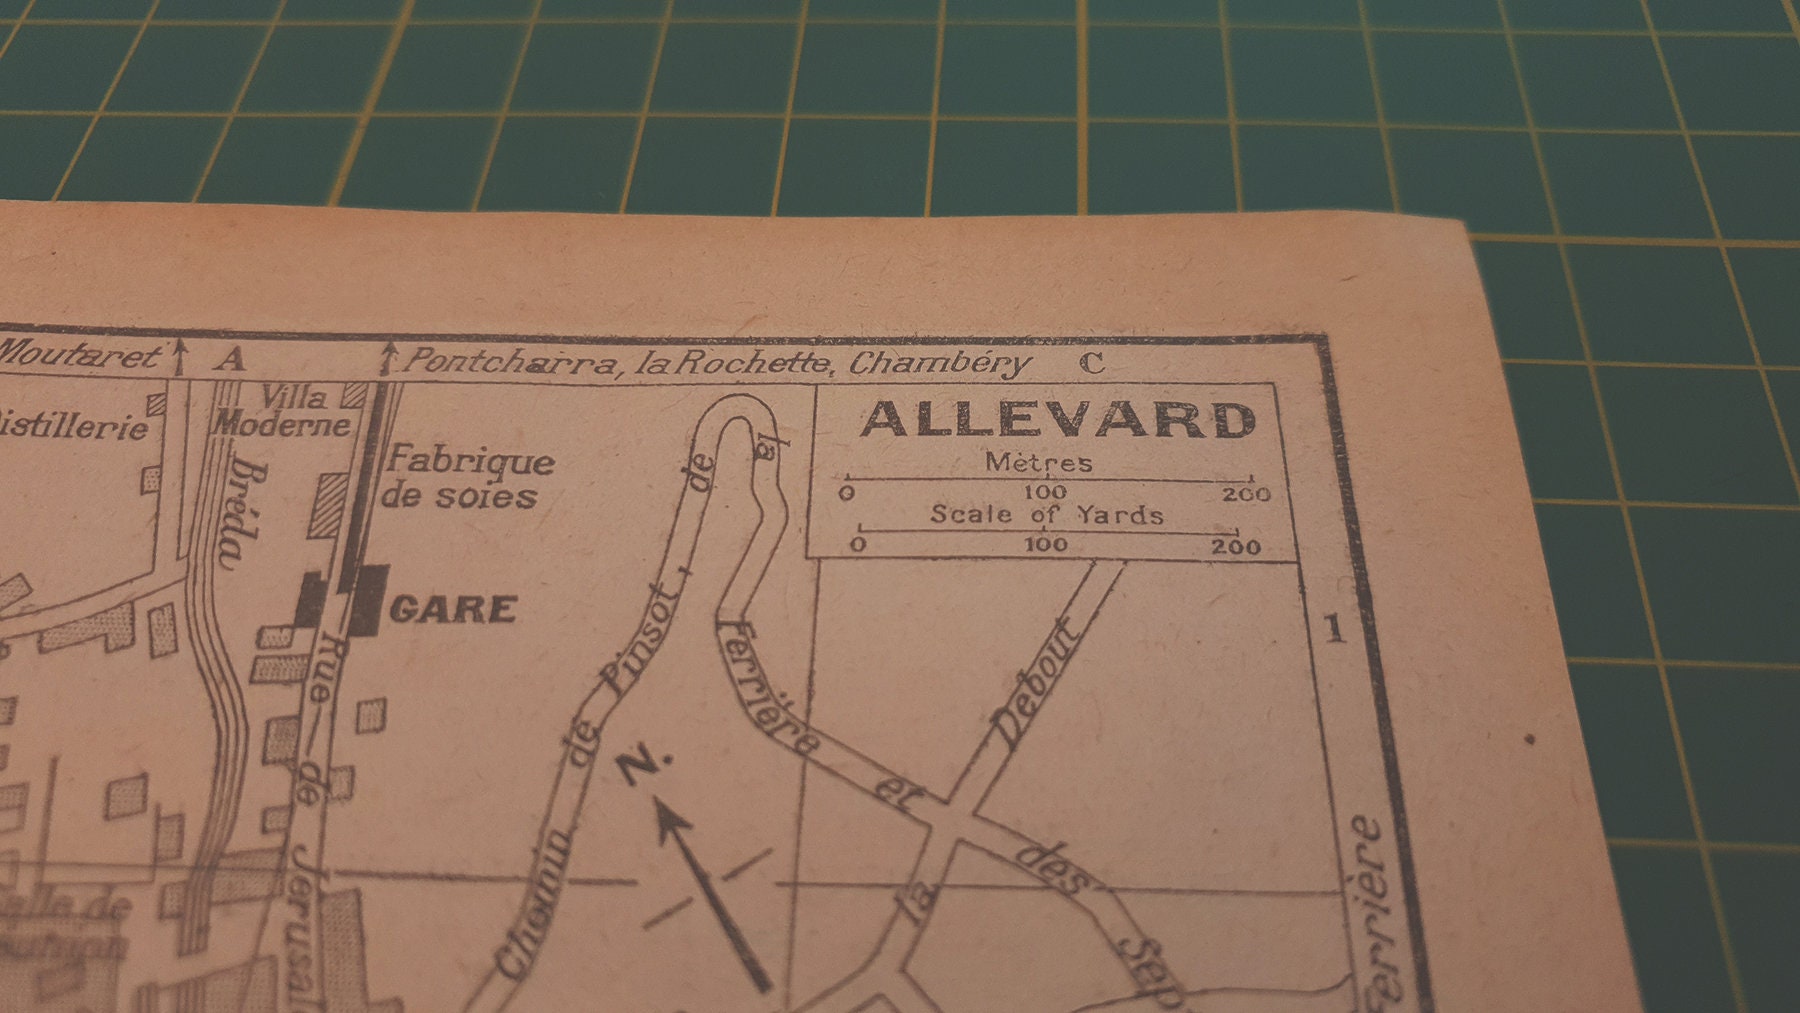 Moutaret A Pontcharra, la Rochette, Chambéry C
ALLEVARD
Mètres
0 100 200
Scale of Yards
0 100 200
Villa
Moderne
istillerie
Bréda
Fabrique
de soies
GARE
Rue de Jérusal
Chemin de Pinsot, de la Ferrière et des Sep
la Debout
N.
1
Ferrière